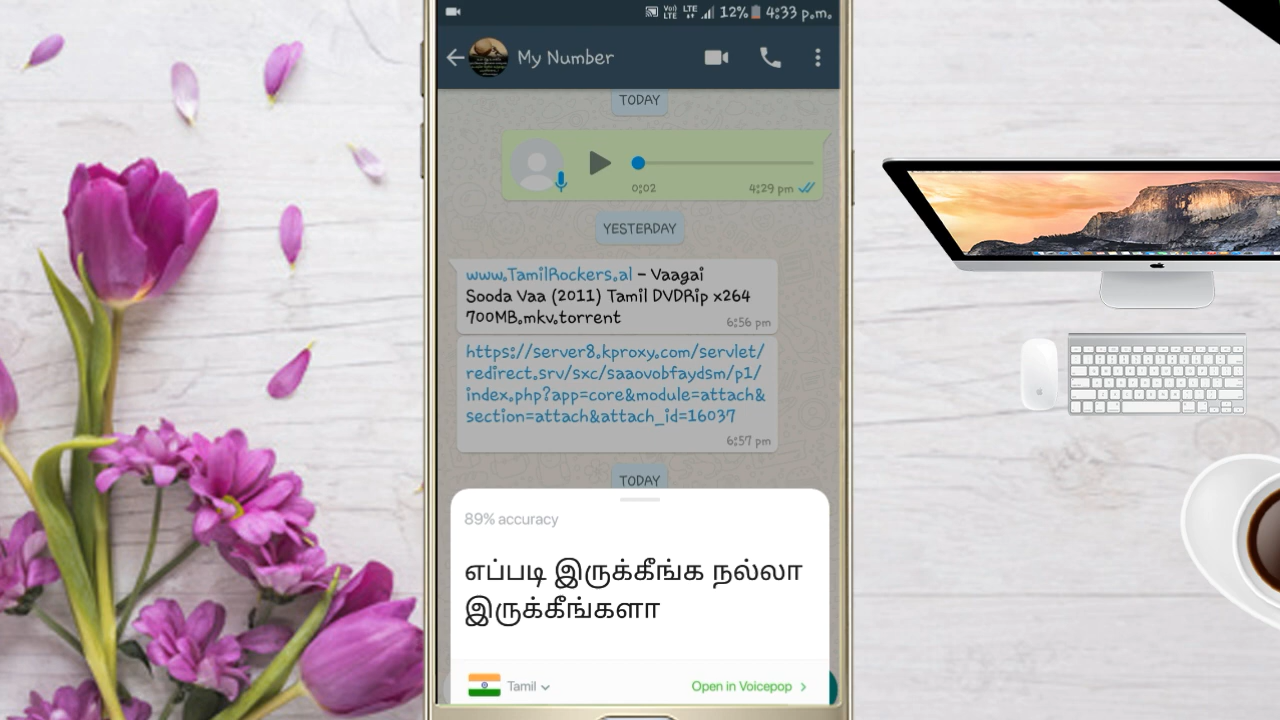 12% 4:33 p.m.
My Number
TODAY
0:02 4:29 pm
YESTERDAY
www.TamilRockers.al - Vaagai
Sooda Vaa (2011) Tamil DVDRip x264
700MB.mkv.torrent
6:56 pm
https://server8.kproxy.com/servlet/
redirect.srv/sxc/saaovobfaydsm/p1/
index.php?app=core&module=attach&
section=attach&attach_id=16037
6:57 pm
TODAY
89% accuracy
எப்படி இருக்கீங்க நல்லா
இருக்கீங்களா
Tamil Open in Voicepop